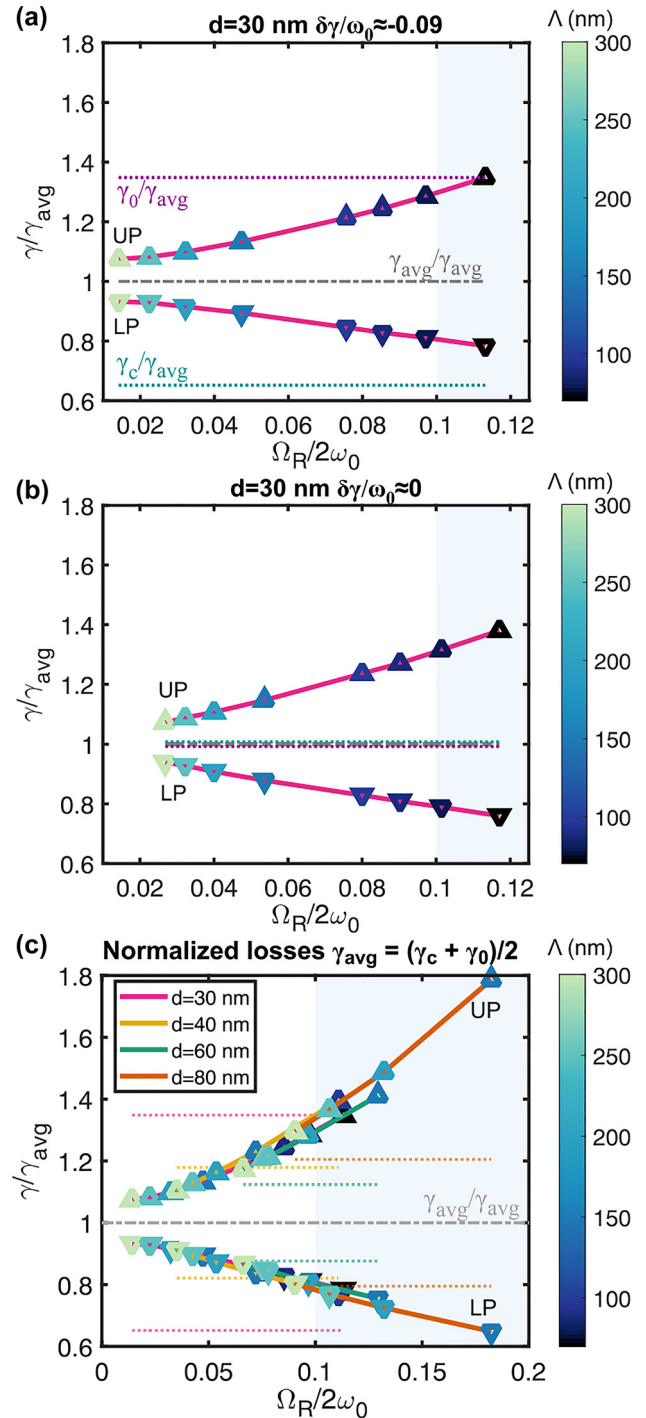 (a)
d=30 nm δγ/ω₀≈-0.09
Λ (nm)
1.8
1.6
1.4
1.2
1
0.8
0.6
γ/γavg
γ₀/γavg
UP
γavg/γavg
LP
γc/γavg
0.02
0.04
0.06
0.08
0.1
0.12
ΩR/2ω₀
300
250
200
150
100
(b)
d=30 nm δγ/ω₀≈0
Λ (nm)
1.8
1.6
1.4
1.2
1
0.8
0.6
γ/γavg
UP
LP
0.02
0.04
0.06
0.08
0.1
0.12
ΩR/2ω₀
300
250
200
150
100
(c)
Normalized losses γavg = (γc + γ₀)/2
Λ (nm)
1.8
1.6
1.4
1.2
1
0.8
0.6
γ/γavg
d=30 nm
d=40 nm
d=60 nm
d=80 nm
UP
γavg/γavg
LP
0
0.05
0.1
0.15
0.2
ΩR/2ω₀
300
250
200
150
100